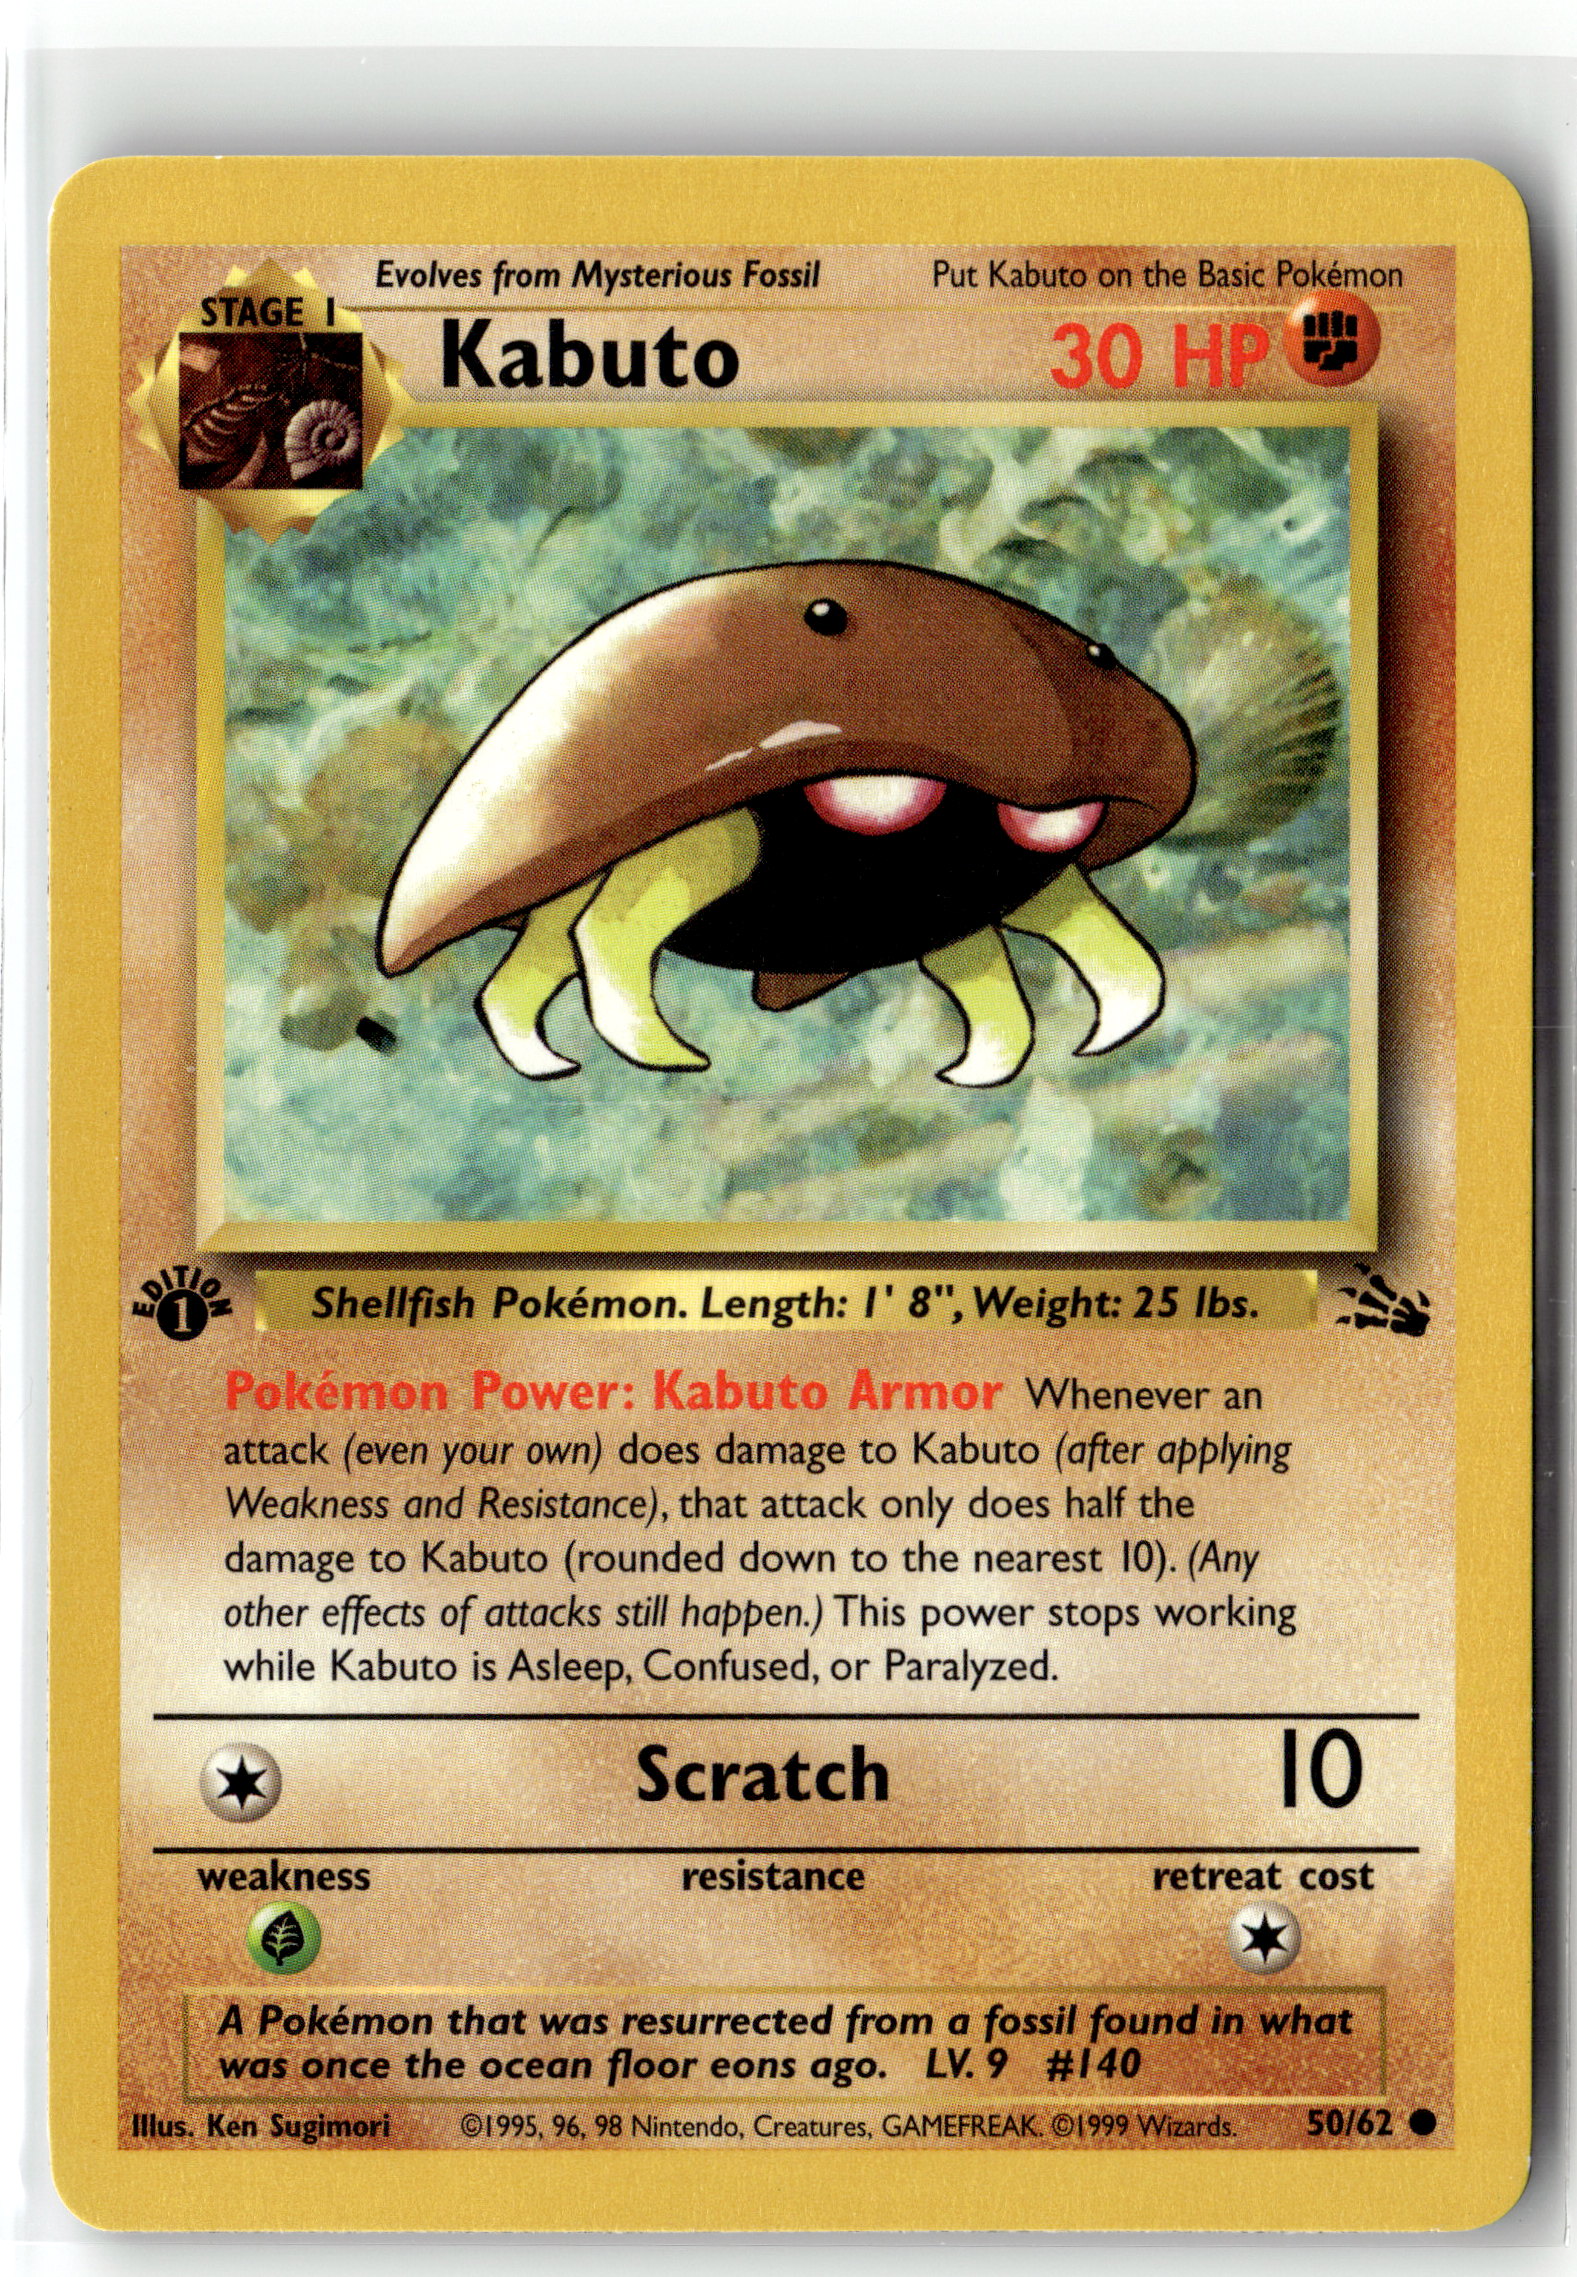 Evolves from Mysterious Fossil Put Kabuto on the Basic Pokémon
STAGE 1
Kabuto 30 HP
EDITION
1
Shellfish Pokémon. Length: 1' 8", Weight: 25 lbs.
Pokémon Power: Kabuto Armor Whenever an
attack (even your own) does damage to Kabuto (after applying
Weakness and Resistance), that attack only does half the
damage to Kabuto (rounded down to the nearest 10). (Any
other effects of attacks still happen.) This power stops working
while Kabuto is Asleep, Confused, or Paralyzed.
Scratch 10
weakness resistance retreat cost
A Pokémon that was resurrected from a fossil found in what
was once the ocean floor eons ago. LV. 9 #140
Illus. Ken Sugimori ©1995, 96, 98 Nintendo, Creatures, GAMEFREAK. ©1999 Wizards. 50/62